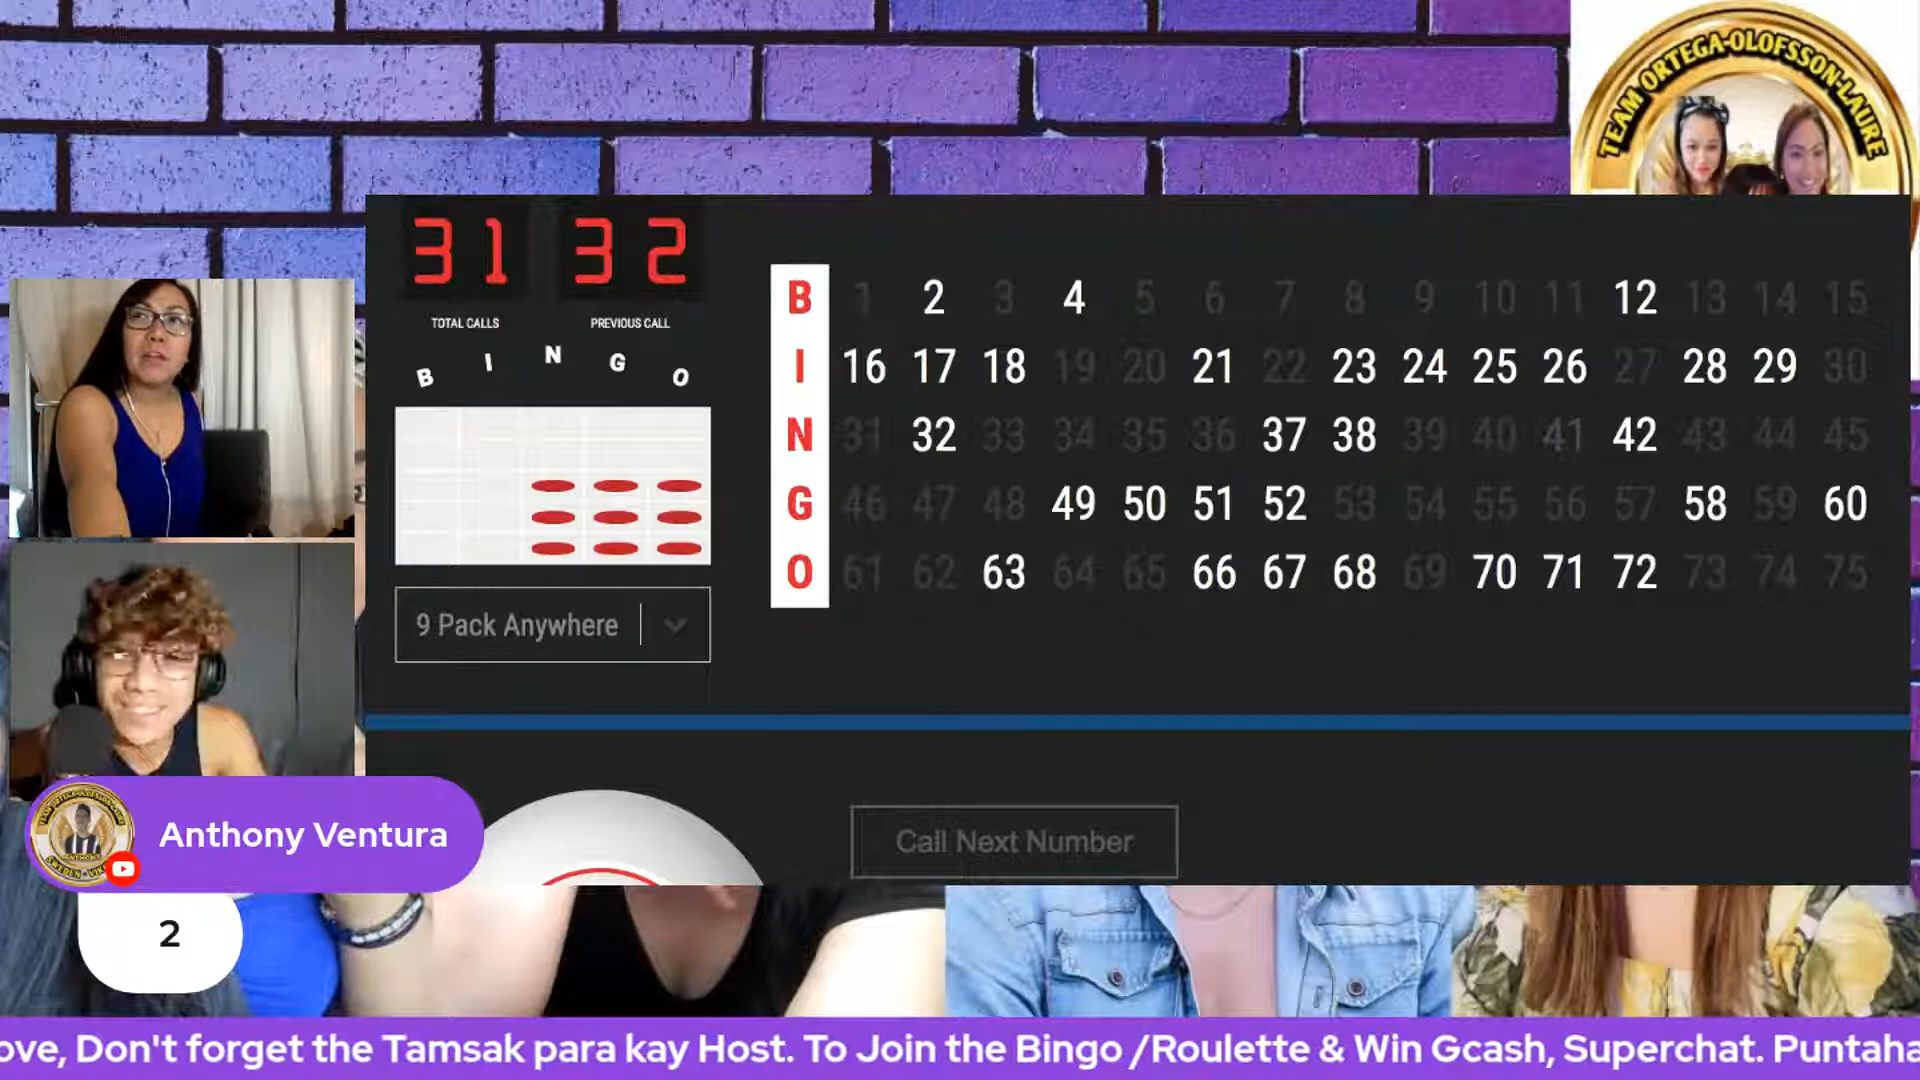 TEAM ORTEGA-OLOFSSON-LAURE
31 32
TOTAL CALLS PREVIOUS CALL
B I N G O
9 Pack Anywhere
B 1 2 3 4 5 6 7 8 9 10 11 12 13 14 15
I 16 17 18 19 20 21 22 23 24 25 26 27 28 29 30
N 31 32 33 34 35 36 37 38 39 40 41 42 43 44 45
G 46 47 48 49 50 51 52 53 54 55 56 57 58 59 60
O 61 62 63 64 65 66 67 68 69 70 71 72 73 74 75
Call Next Number
Anthony Ventura
2
ove, Don't forget the Tamsak para kay Host. To Join the Bingo /Roulette & Win Gcash, Superchat. Puntaha